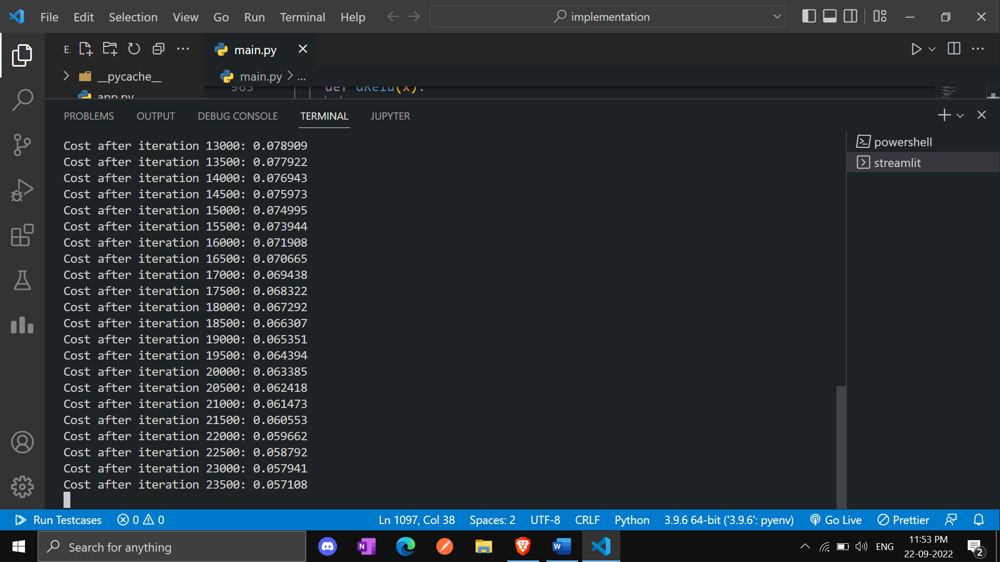 File Edit Selection View Go Run Terminal Help implementation
E. main.py
__pycache__ main.py > ...
app.py 985 def dRelu(x):
PROBLEMS OUTPUT DEBUG CONSOLE TERMINAL JUPYTER
Cost after iteration 13000: 0.078909
Cost after iteration 13500: 0.077922
Cost after iteration 14000: 0.076943
Cost after iteration 14500: 0.075973
Cost after iteration 15000: 0.074995
Cost after iteration 15500: 0.073944
Cost after iteration 16000: 0.071908
Cost after iteration 16500: 0.070665
Cost after iteration 17000: 0.069438
Cost after iteration 17500: 0.068322
Cost after iteration 18000: 0.067292
Cost after iteration 18500: 0.066307
Cost after iteration 19000: 0.065351
Cost after iteration 19500: 0.064394
Cost after iteration 20000: 0.063385
Cost after iteration 20500: 0.062418
Cost after iteration 21000: 0.061473
Cost after iteration 21500: 0.060553
Cost after iteration 22000: 0.059662
Cost after iteration 22500: 0.058792
Cost after iteration 23000: 0.057941
Cost after iteration 23500: 0.057108
powershell
streamlit
Run Testcases 0 0 Ln 1097, Col 38 Spaces: 2 UTF-8 CRLF Python 3.9.6 64-bit ('3.9.6': pyenv) Go Live Prettier
Search for anything ENG 11:53 PM
22-09-2022 2